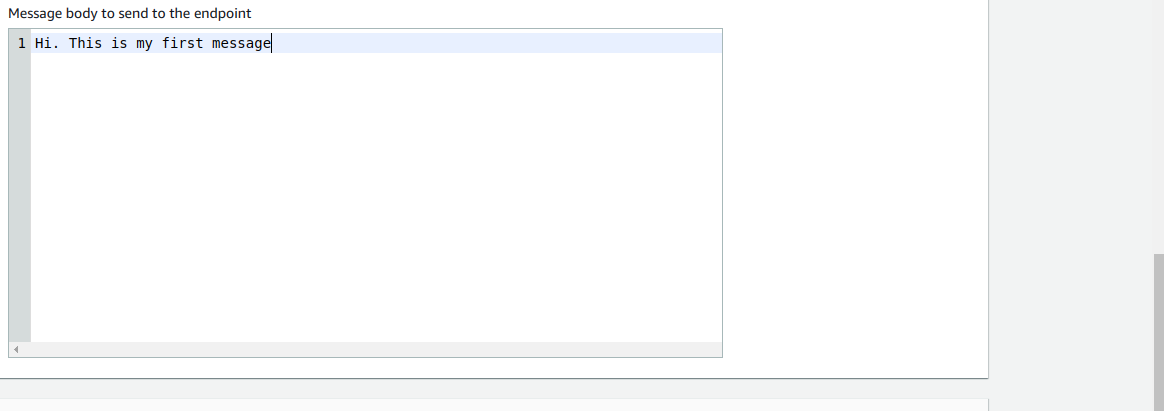 Message body to send to the endpoint
1 Hi. This is my first message